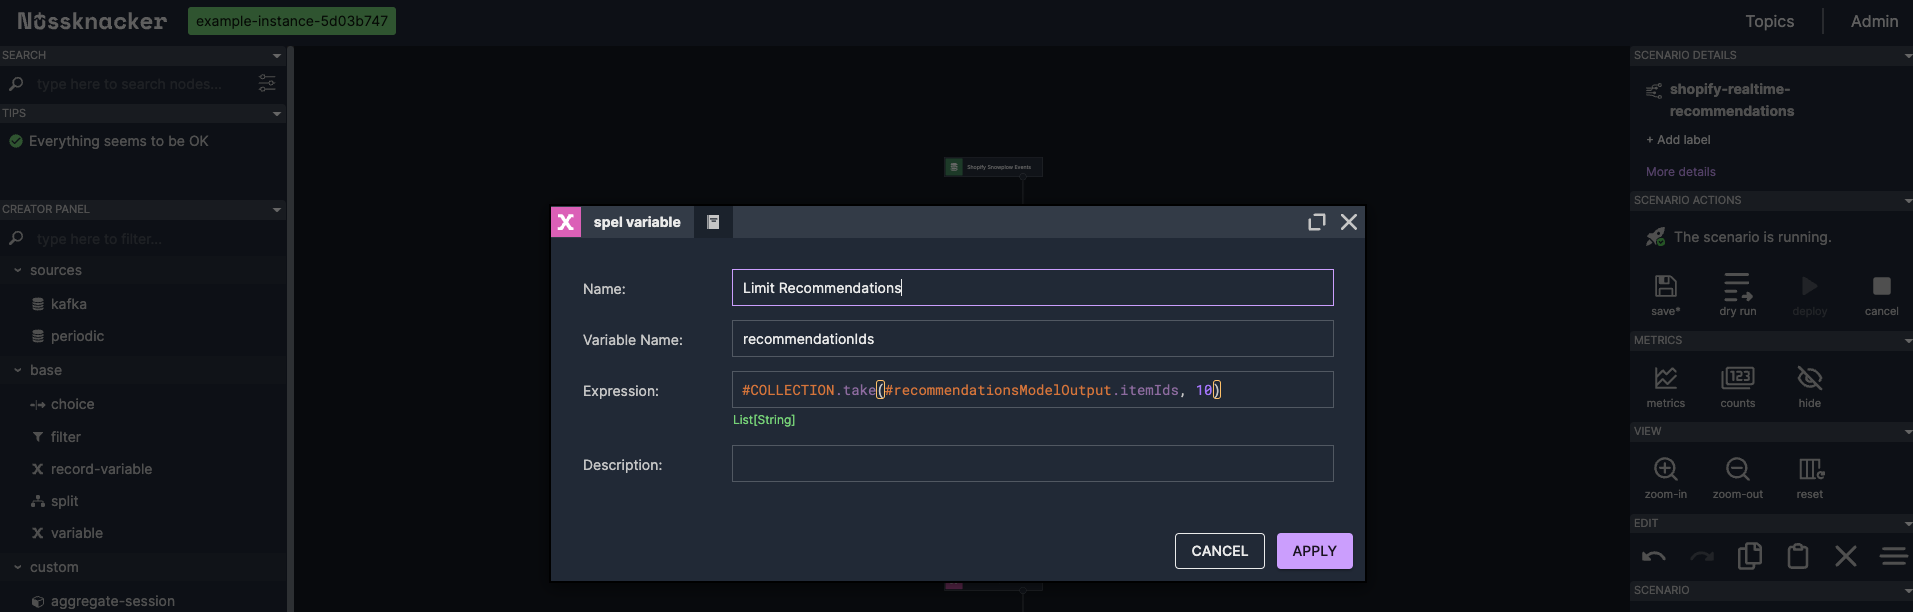 Nussknacker
example-instance-5d03b747
Topics
Admin
SEARCH
type here to search nodes...
TIPS
Everything seems to be OK
CREATOR PANEL
type here to filter...
sources
kafka
periodic
base
choice
filter
record-variable
split
variable
custom
aggregate-session
Shopify Snowplow Events
spel variable
Name:
Limit Recommendations
Variable Name:
recommendationIds
Expression:
#COLLECTION.take(#recommendationsModelOutput.itemIds, 10)
List[String]
Description:
CANCEL
APPLY
SCENARIO DETAILS
shopify-realtime-
recommendations
+ Add label
More details
SCENARIO ACTIONS
The scenario is running.
save*
dry run
deploy
cancel
METRICS
123
metrics
counts
hide
VIEW
zoom-in
zoom-out
reset
EDIT
SCENARIO